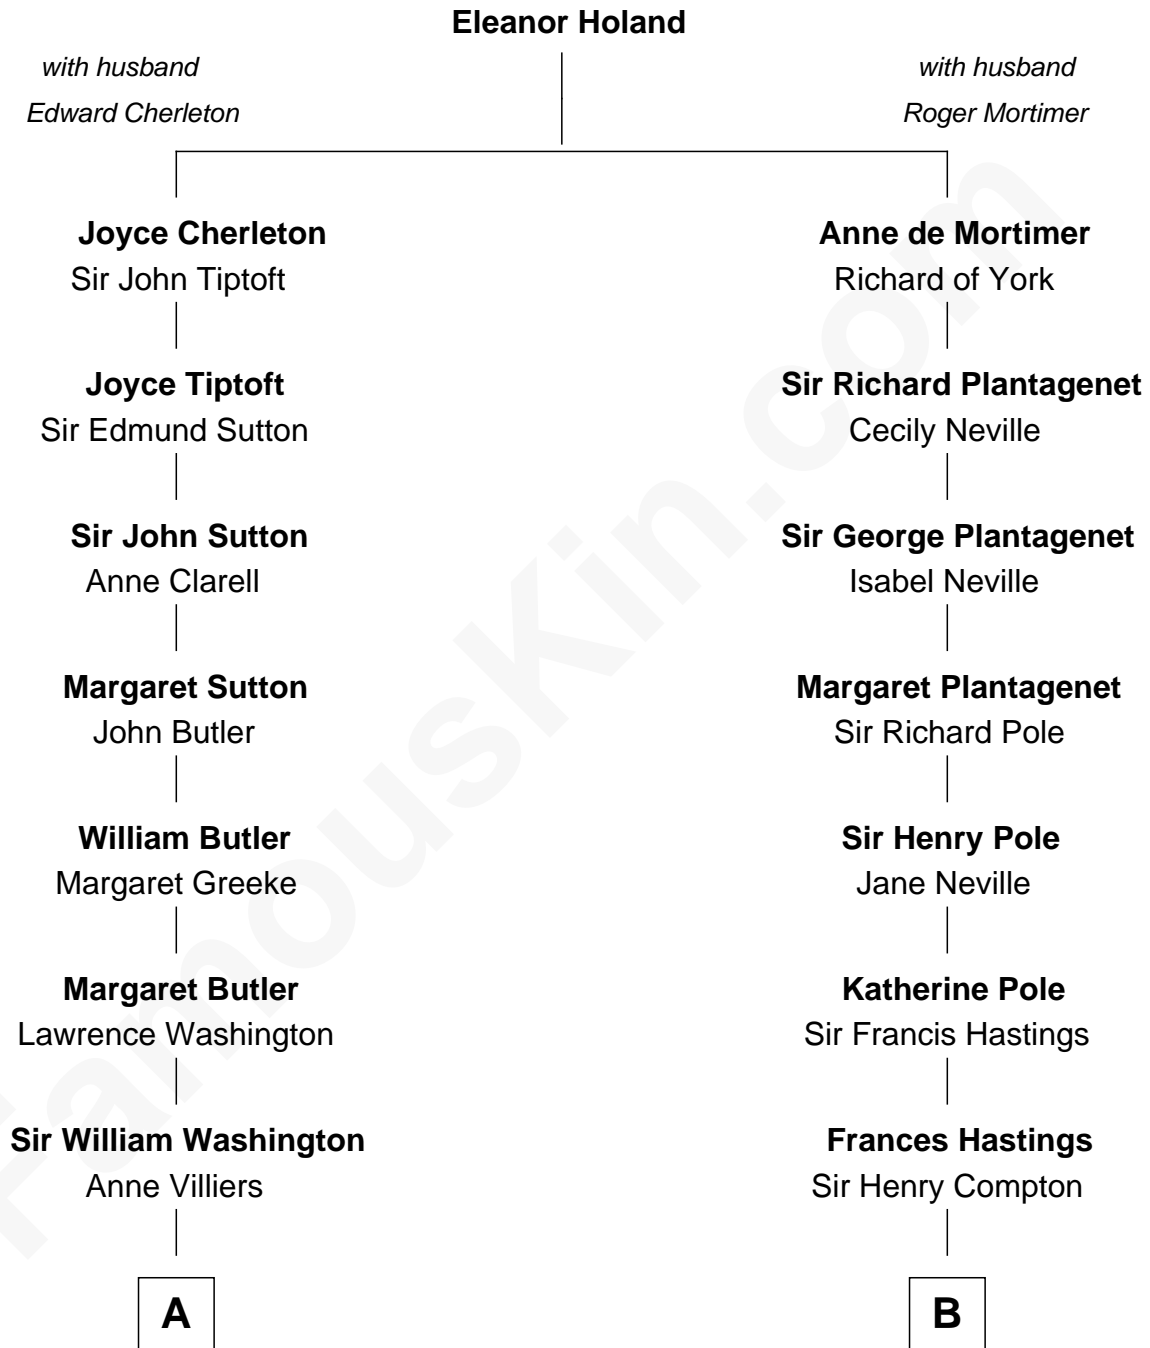 Eleanor Holand
with husband
Edward Cherleton
with husband
Roger Mortimer
Joyce Cherleton
Sir John Tiptoft
Anne de Mortimer
Richard of York
Joyce Tiptoft
Sir Edmund Sutton
Sir Richard Plantagenet
Cecily Neville
Sir John Sutton
Anne Clarell
Sir George Plantagenet
Isabel Neville
Margaret Sutton
John Butler
Margaret Plantagenet
Sir Richard Pole
William Butler
Margaret Greeke
Sir Henry Pole
Jane Neville
Margaret Butler
Lawrence Washington
Katherine Pole
Sir Francis Hastings
Sir William Washington
Anne Villiers
Frances Hastings
Sir Henry Compton
A
B
FamousKin.com